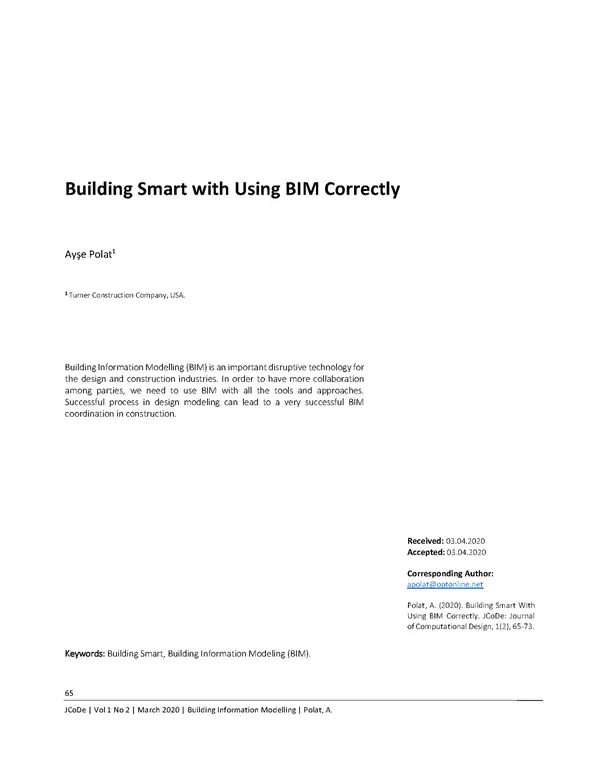 Building Smart with Using BIM Correctly
Ayşe Polat¹
¹ Turner Construction Company, USA.
Building Information Modelling (BIM) is an important disruptive technology for
the design and construction industries. In order to have more collaboration
among parties, we need to use BIM with all the tools and approaches.
Successful process in design modeling can lead to a very successful BIM
coordination in construction.
Received: 03.04.2020
Accepted: 03.04.2020
Corresponding Author:
apolat@optonline.net
Polat, A. (2020). Building Smart With
Using BIM Correctly. JCoDe: Journal
of Computational Design, 1(2), 65-73.
Keywords: Building Smart, Building Information Modeling (BIM).
65
JCoDe | Vol 1 No 2 | March 2020 | Building Information Modelling | Polat, A.